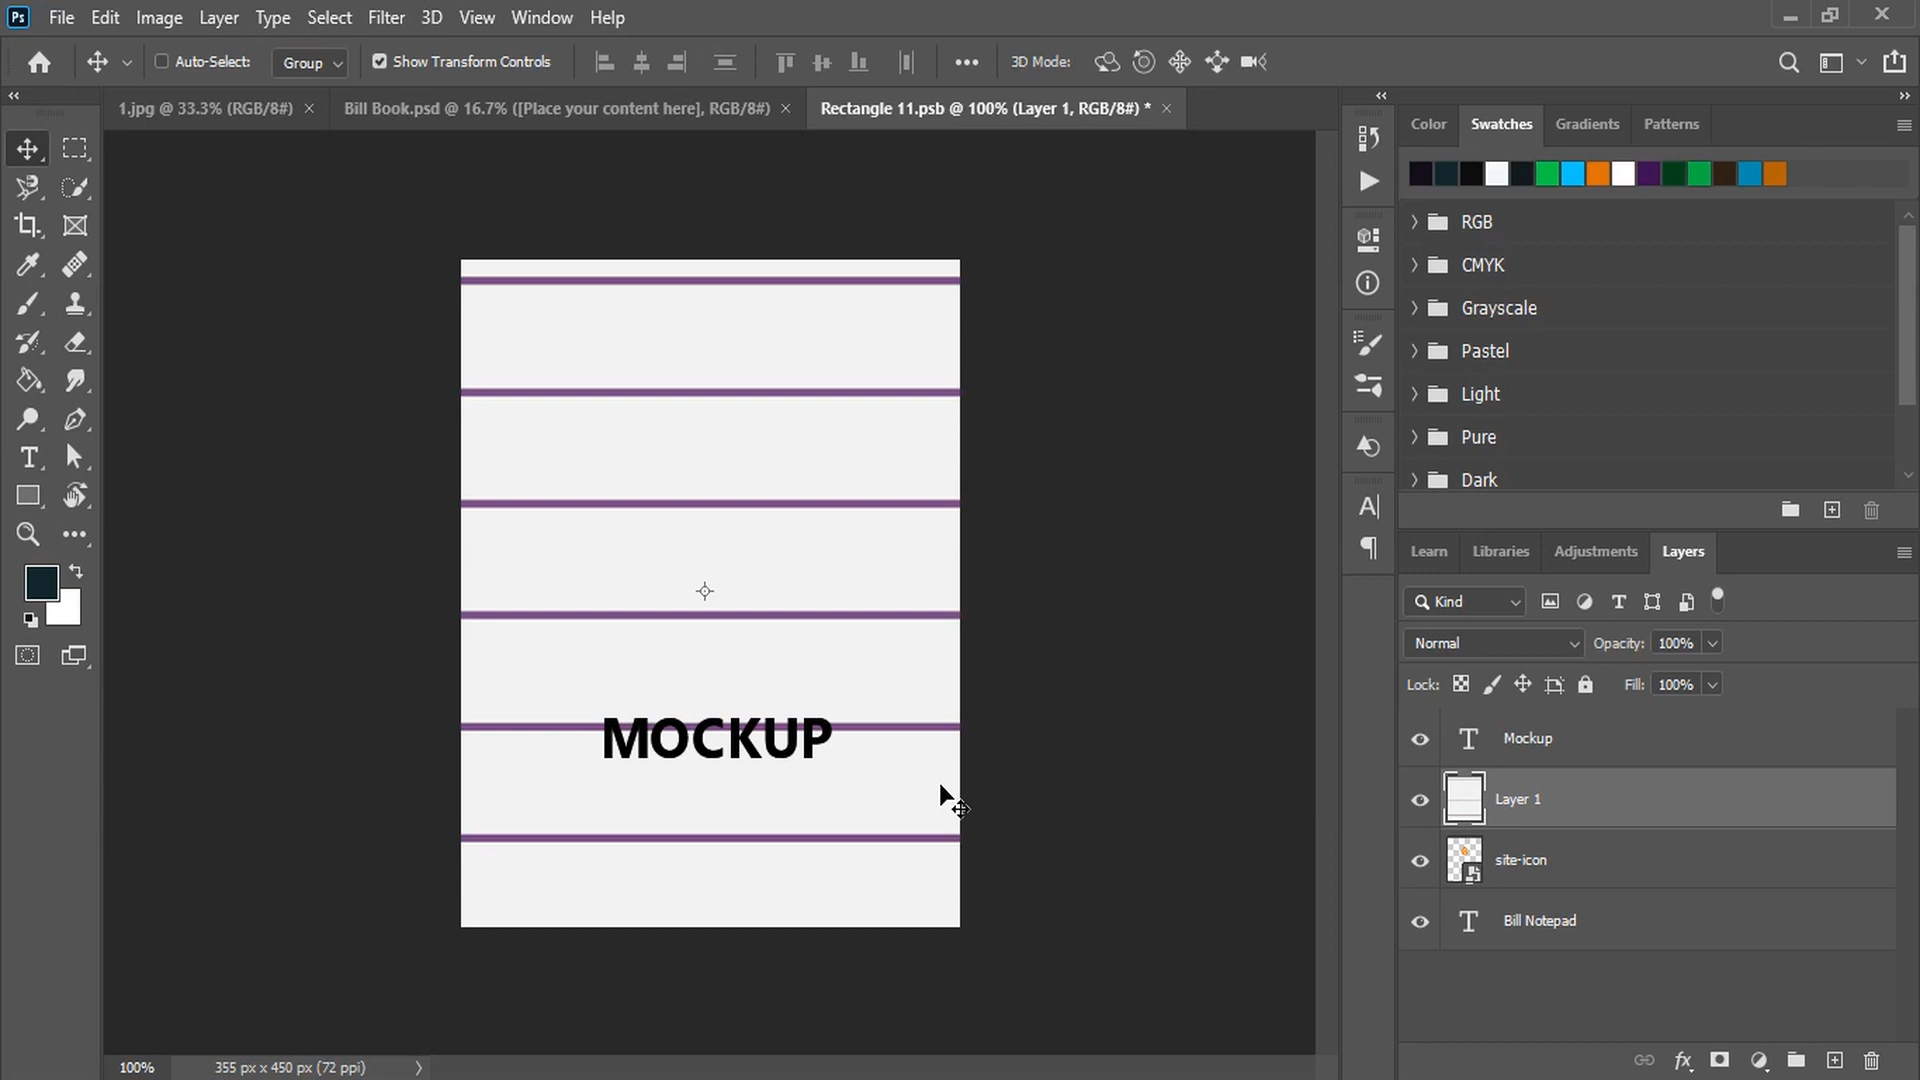 Ps File Edit Image Layer Type Select Filter 3D View Window Help
Auto-Select: Group Show Transform Controls 3D Mode:
1.jpg @ 33.3% (RGB/8#) × Bill Book.psd @ 16.7% ([Place your content here], RGB/8#) × Rectangle 11.psb @ 100% (Layer 1, RGB/8#) * ×
Color Swatches Gradients Patterns
RGB
CMYK
Grayscale
Pastel
Light
Pure
Dark
Learn Libraries Adjustments Layers
Kind
Normal Opacity: 100%
Lock: Fill: 100%
MOCKUP
Mockup
Layer 1
site-icon
Bill Notepad
100% 355 px x 450 px (72 ppi)